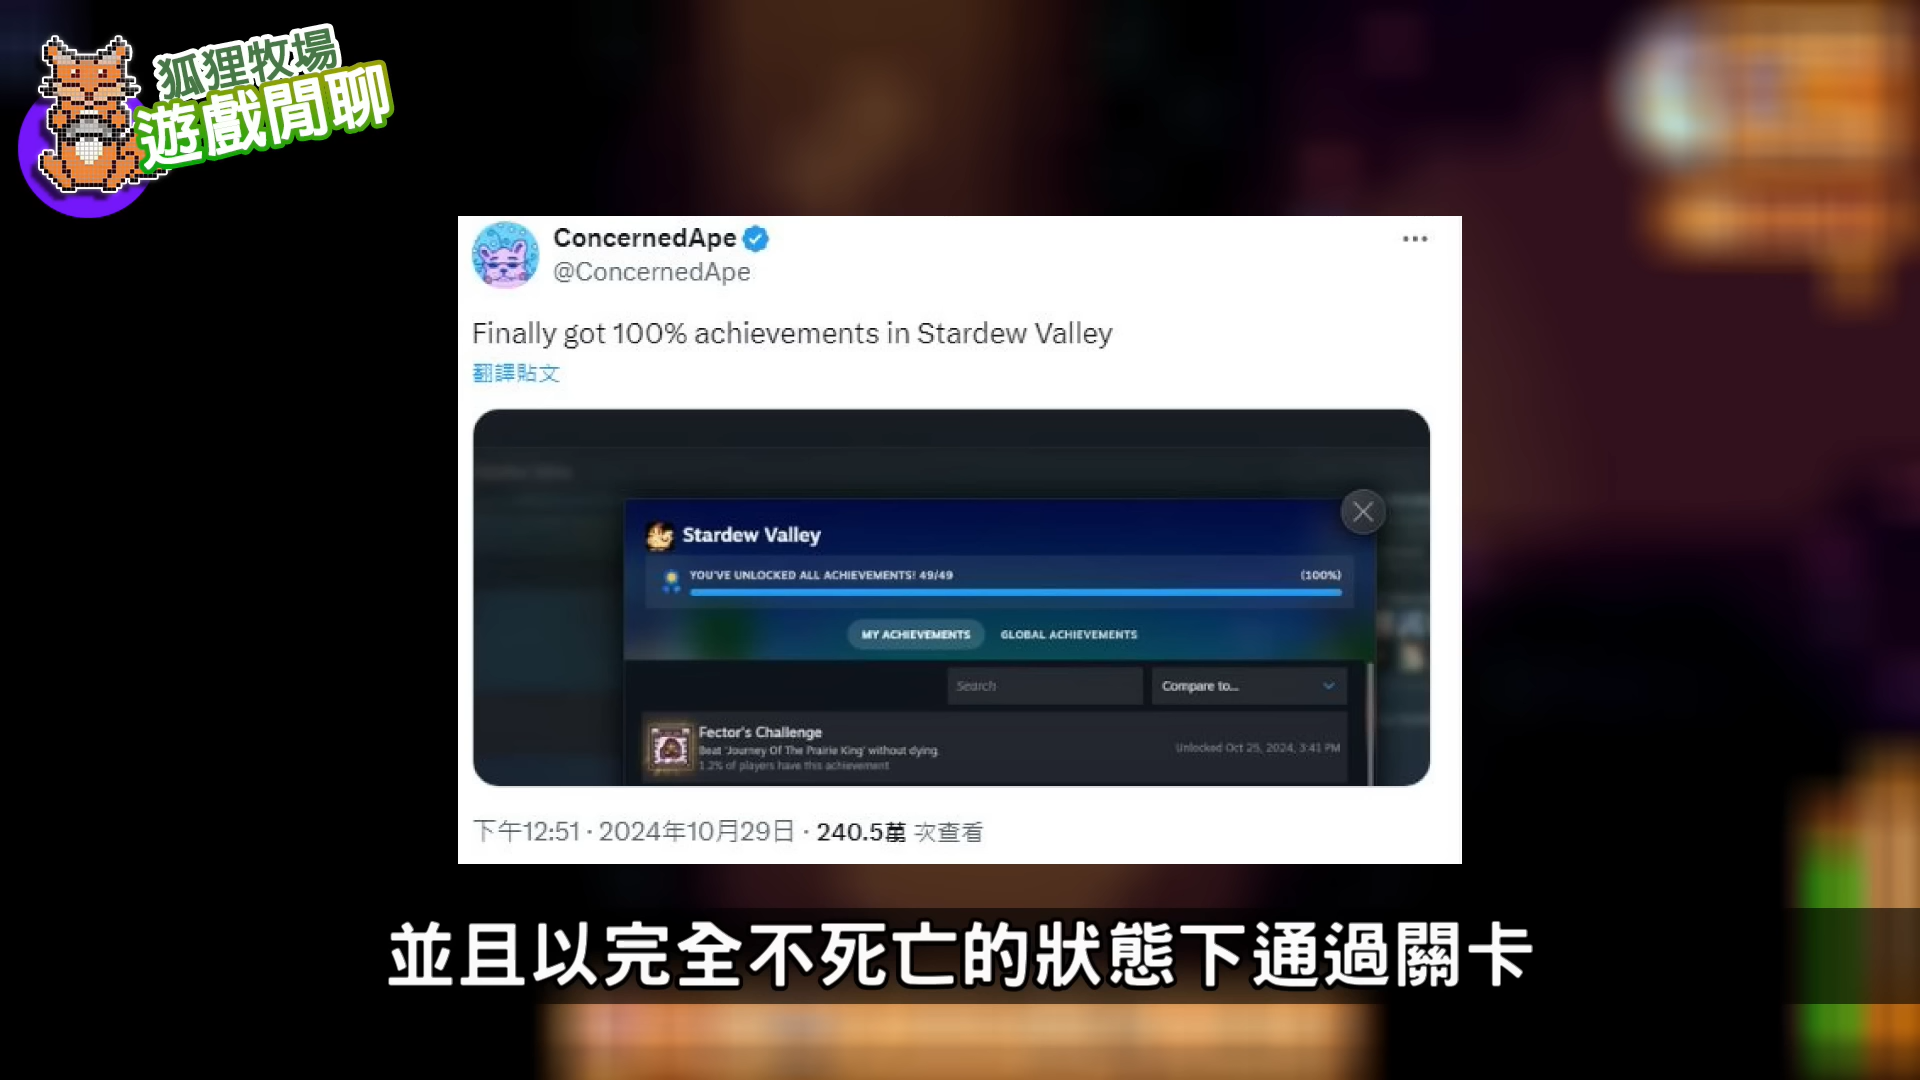 狐狸牧場
遊戲閒聊
ConcernedApe
@ConcernedApe
Finally got 100% achievements in Stardew Valley
翻譯貼文
Stardew Valley
YOU'VE UNLOCKED ALL ACHIEVEMENTS! 49/49 (100%)
MY ACHIEVEMENTS GLOBAL ACHIEVEMENTS
Search Compare to...
Fector's Challenge
Beat 'Journey Of The Prairie King' without dying.
Unlocked Oct 25, 2024, 3:41 PM
1.2% of players have this achievement
下午12:51 · 2024年10月29日 · 240.5萬 次查看
並且以完全不死亡的狀態下通過關卡